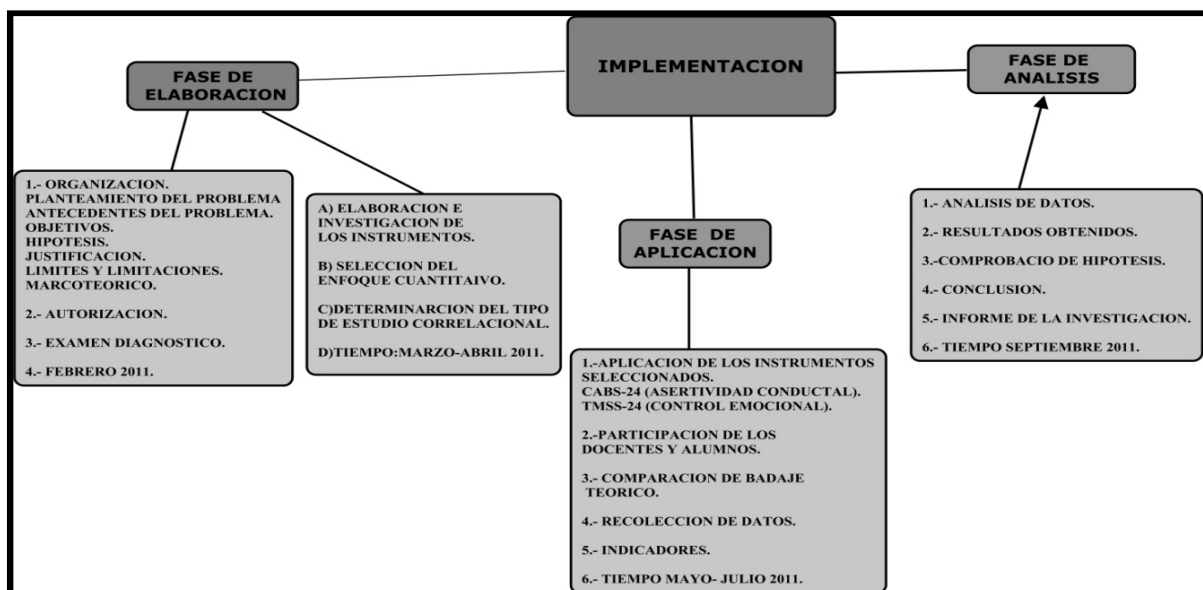 IMPLEMENTACION
FASE DE
ELABORACION
1.- ORGANIZACION.
PLANTEAMIENTO DEL PROBLEMA
ANTECEDENTES DEL PROBLEMA.
OBJETIVOS.
HIPOTESIS.
JUSTIFICACION.
LIMITES Y LIMITACIONES.
MARCOTEORICO.
2.- AUTORIZACION.
3.- EXAMEN DIAGNOSTICO.
4.- FEBRERO 2011.
A) ELABORACION E
INVESTIGACION DE
LOS INSTRUMENTOS.
B) SELECCION DEL
ENFOQUE CUANTITAIVO.
C)DETERMINARCION DEL TIPO
DE ESTUDIO CORRELACIONAL.
D)TIEMPO:MARZO-ABRIL 2011.
FASE DE
APLICACION
1.-APLICACION DE LOS INSTRUMENTOS
SELECCIONADOS.
CABS-24 (ASERTIVIDAD CONDUCTAL).
TMSS-24 (CONTROL EMOCIONAL).
2.-PARTICIPACION DE LOS
DOCENTES Y ALUMNOS.
3.- COMPARACION DE BADAJE
TEORICO.
4.- RECOLECCION DE DATOS.
5.- INDICADORES.
6.- TIEMPO MAYO- JULIO 2011.
FASE DE
ANALISIS
1.- ANALISIS DE DATOS.
2.- RESULTADOS OBTENIDOS.
3.-COMPROBACIO DE HIPOTESIS.
4.- CONCLUSION.
5.- INFORME DE LA INVESTIGACION.
6.- TIEMPO SEPTIEMBRE 2011.